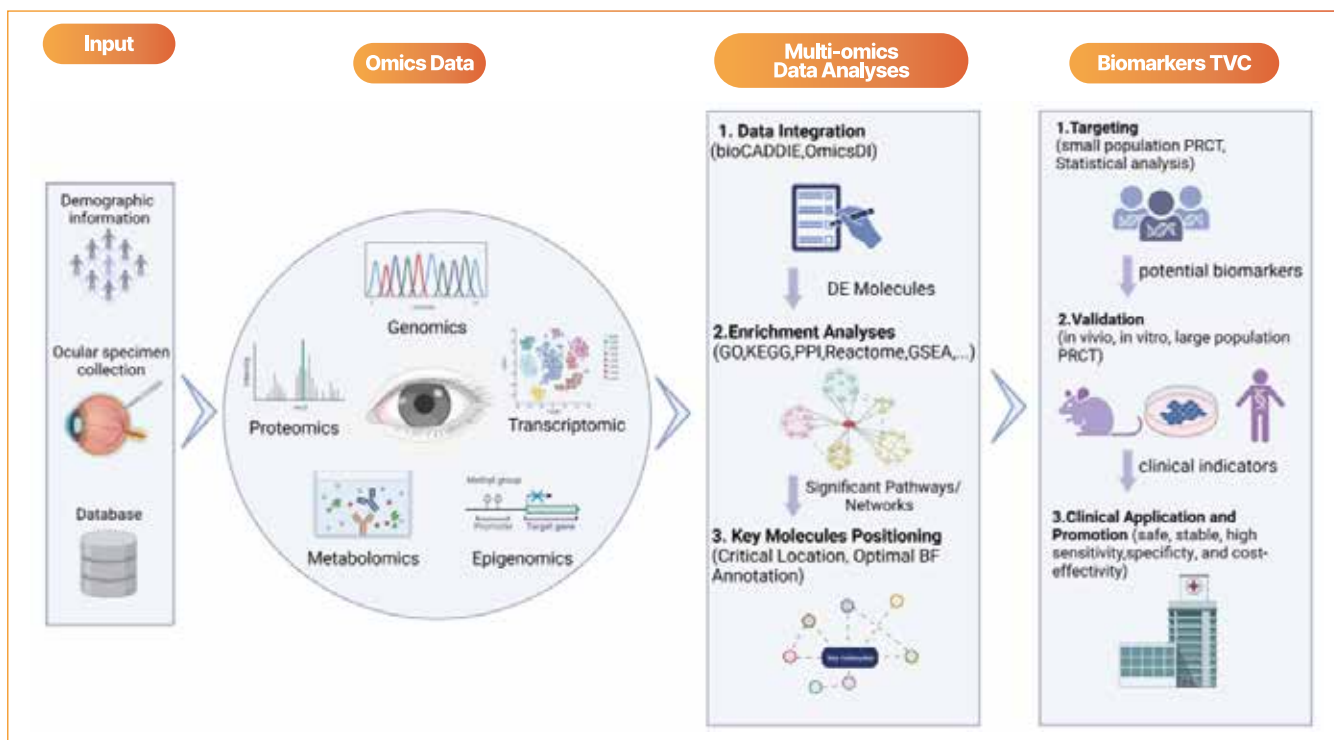 Input
Omics Data
Multi-omics
Data Analyses
Biomarkers TVC
Demographic
information
Ocular specimen
collection
Database
Genomics
Proteomics
Transcriptomic
Metabolomics
Methyl group
Promoter
Target gene
Epigenomics
1. Data Integration
(bioCADDIE,OmicsDI)
DE Molecules
2.Enrichment Analyses
(GO,KEGG,PPI,Reactome,GSEA,...)
Significant Pathways/
Networks
3. Key Molecules Positioning
(Critical Location, Optimal BF
Annotation)
Key molecules
1.Targeting
(small population PRCT,
Statistical analysis)
potential biomarkers
2.Validation
(in vivio, in vitro, large population
PRCT)
clinical indicators
3.Clinical Application and
Promotion (safe, stable, high
sensitivity,specificty, and cost-
effectivity)